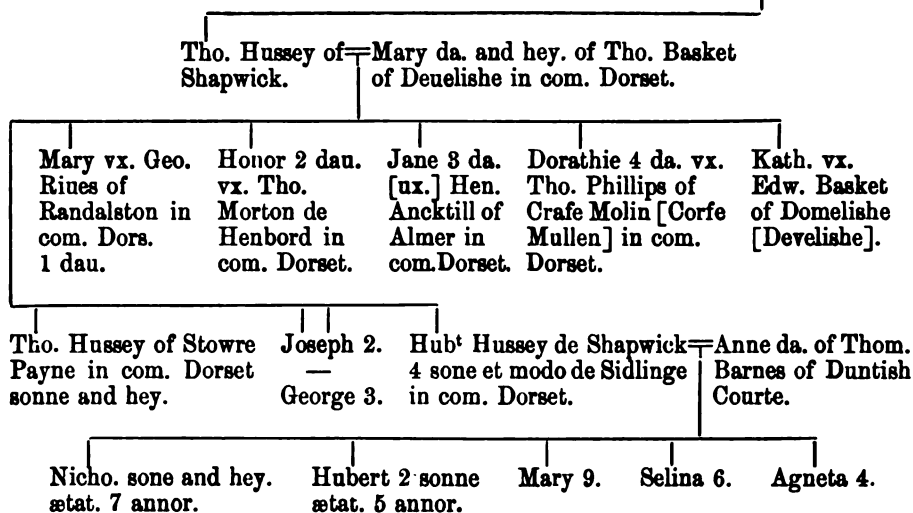 Tho. Hussey of Shapwick.
Mary da. and hey. of Tho. Basket
of Deuelishe in com. Dorset.
Mary vx. Geo.
Riues of
Randalston in
com. Dors.
1 dau.
Honor 2 dau.
vx. Tho.
Morton de
Henbord in
com. Dorset.
Jane 3 da.
[ux.] Hen.
Ancktill of
Almer in
com. Dorset.
Dorathie 4 da. vx.
Tho. Phillips of
Crafe Molin [Corfe
Mullen] in com.
Dorset.
Kath. vx.
Edw. Basket
of Domelishe
[Develishe].
Tho. Hussey of Stowre
Payne in com. Dorset
sonne and hey.
Joseph 2.
—
George 3.
Hubᵗ Hussey de Shapwick
4 sone et modo de Sidlinge
in com. Dorset.
Anne da. of Thom.
Barnes of Duntish
Courte.
Nicho. sone and hey.
ætat. 7 annor.
Hubert 2 sonne
ætat. 5 annor.
Mary 9.
Selina 6.
Agneta 4.